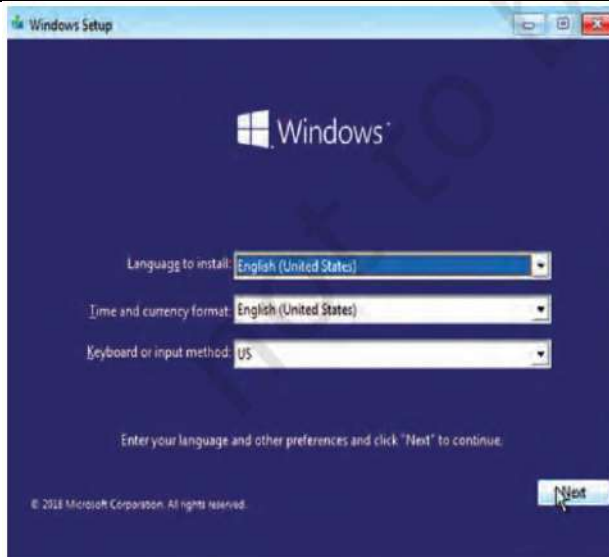 Windows Setup
Windows
Language to install: English (United States)
Time and currency format: English (United States)
Keyboard or input method: US
Enter your language and other preferences and click "Next" to continue.
Next
© 2018 Microsoft Corporation. All rights reserved.
not to b